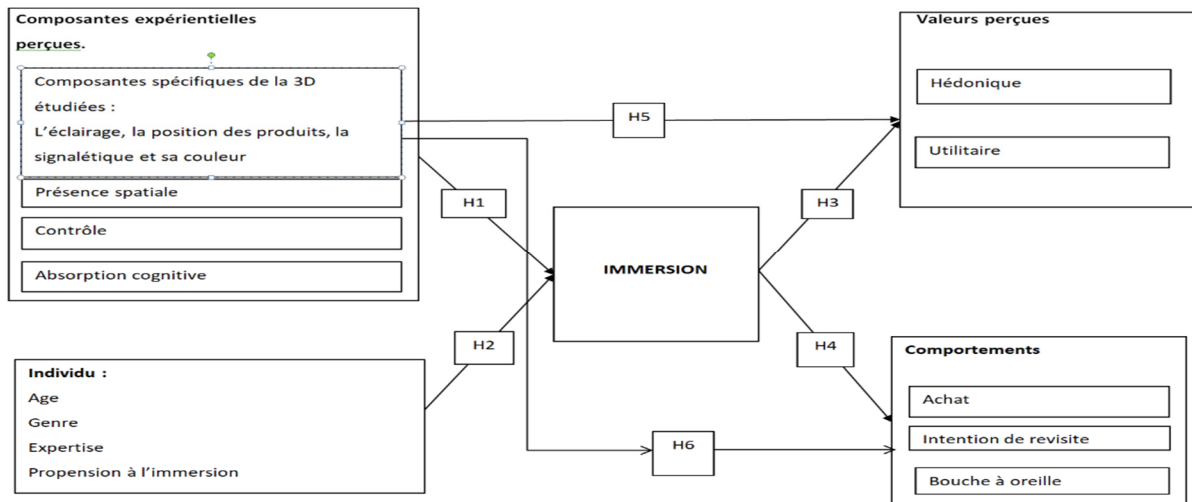 Composantes expérientielles
perçues.
Composantes spécifiques de la 3D
étudiées :
L'éclairage, la position des produits, la
signalétique et sa couleur
Présence spatiale
Contrôle
Absorption cognitive
Individu :
Age
Genre
Expertise
Propension à l'immersion
H1
H2
H5
IMMERSION
H3
H4
H6
Valeurs perçues
Hédonique
Utilitaire
Comportements
Achat
Intention de revisite
Bouche à oreille